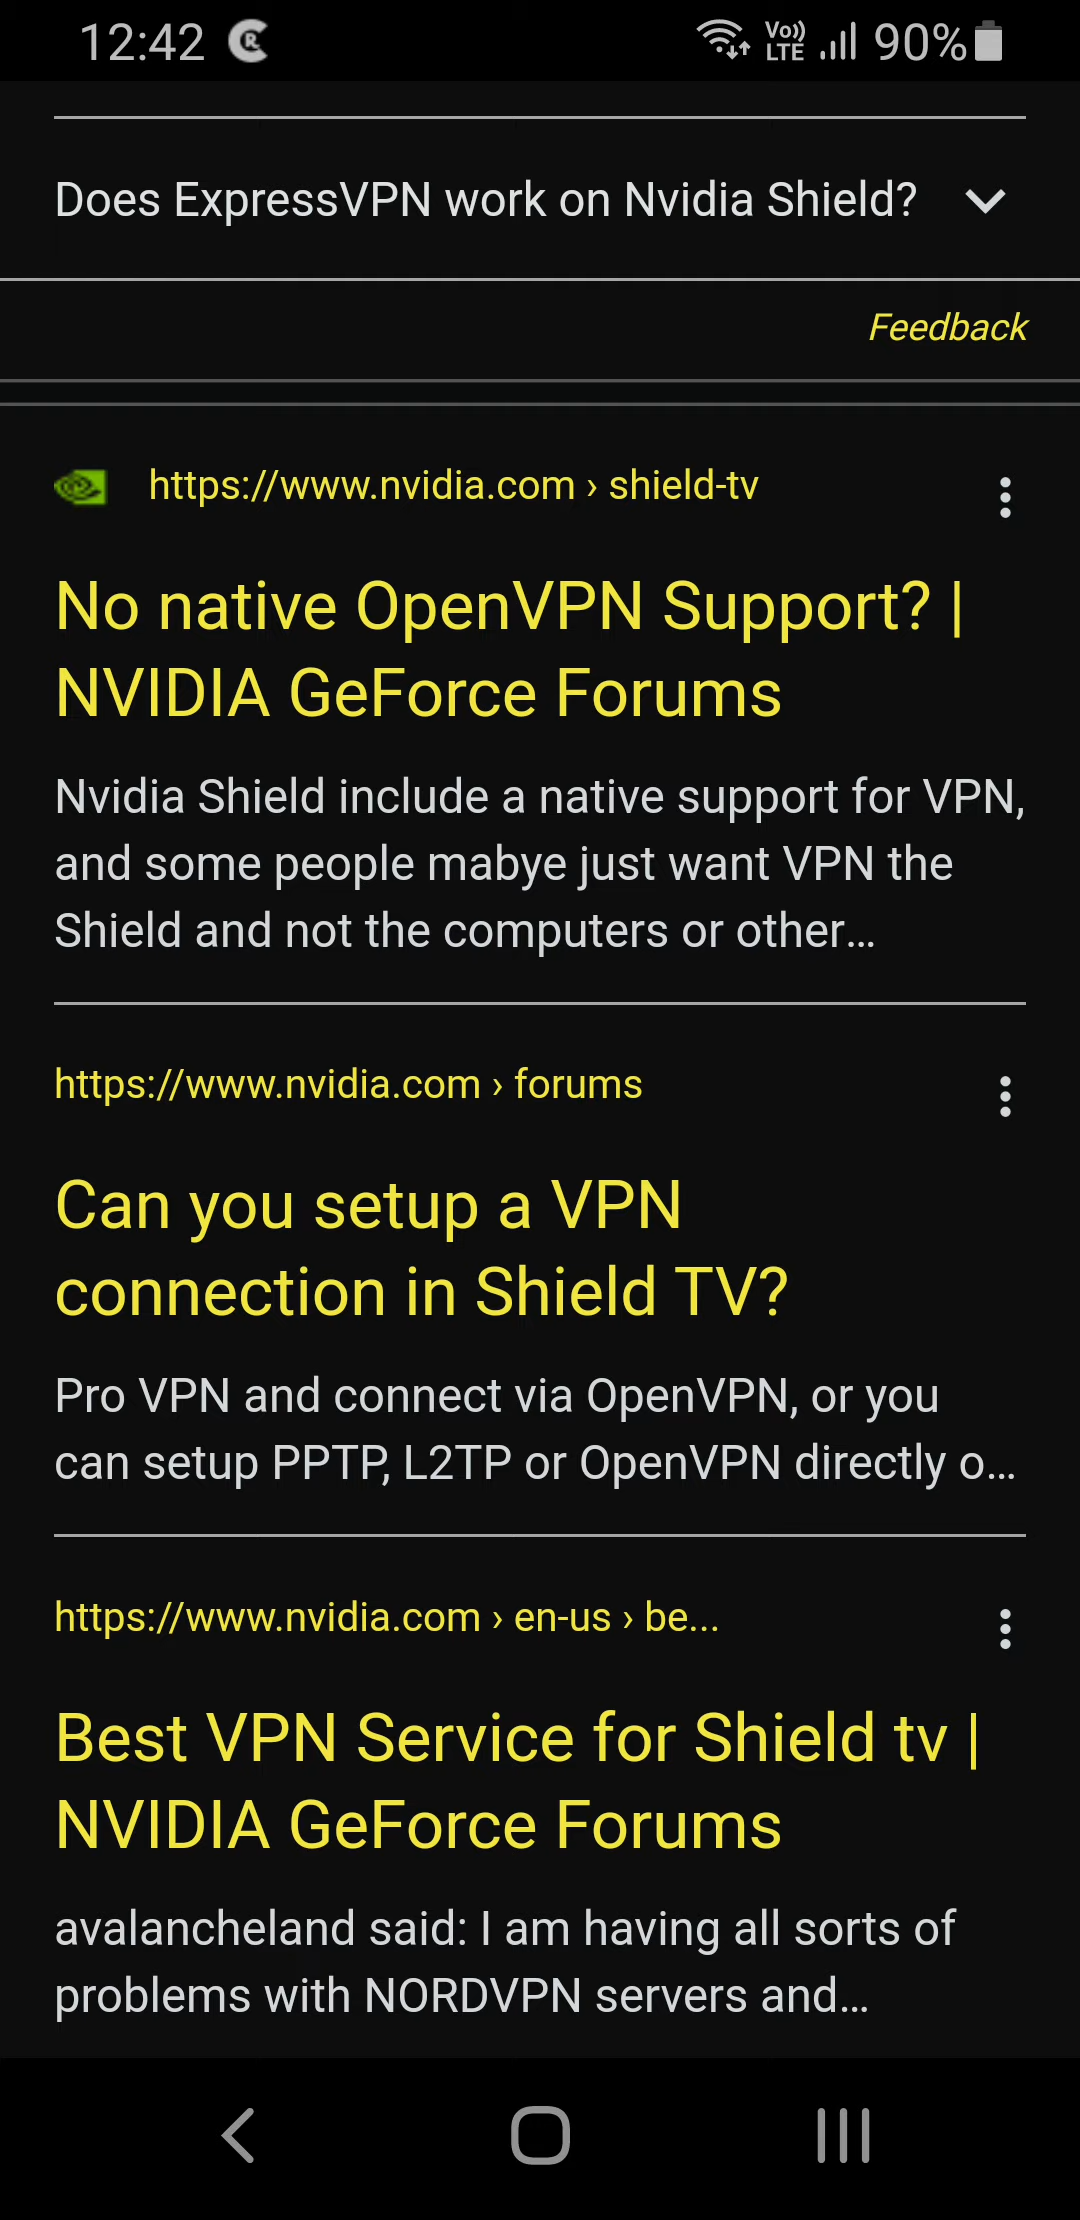 12:42
Vo)) LTE 90%
Does ExpressVPN work on Nvidia Shield?
Feedback
https://www.nvidia.com › shield-tv
No native OpenVPN Support? |
NVIDIA GeForce Forums
Nvidia Shield include a native support for VPN,
and some people mabye just want VPN the
Shield and not the computers or other...
https://www.nvidia.com › forums
Can you setup a VPN
connection in Shield TV?
Pro VPN and connect via OpenVPN, or you
can setup PPTP, L2TP or OpenVPN directly o...
https://www.nvidia.com › en-us › be...
Best VPN Service for Shield tv |
NVIDIA GeForce Forums
avalancheland said: I am having all sorts of
problems with NORDVPN servers and...